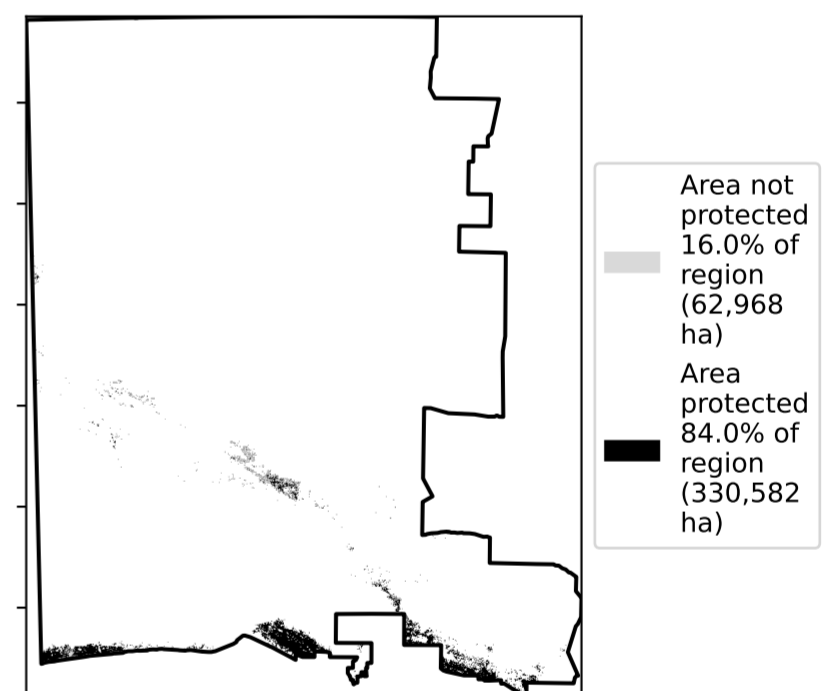 Area not
protected
16.0% of
region
(62,968
ha)
Area
protected
84.0% of
region
(330,582
ha)